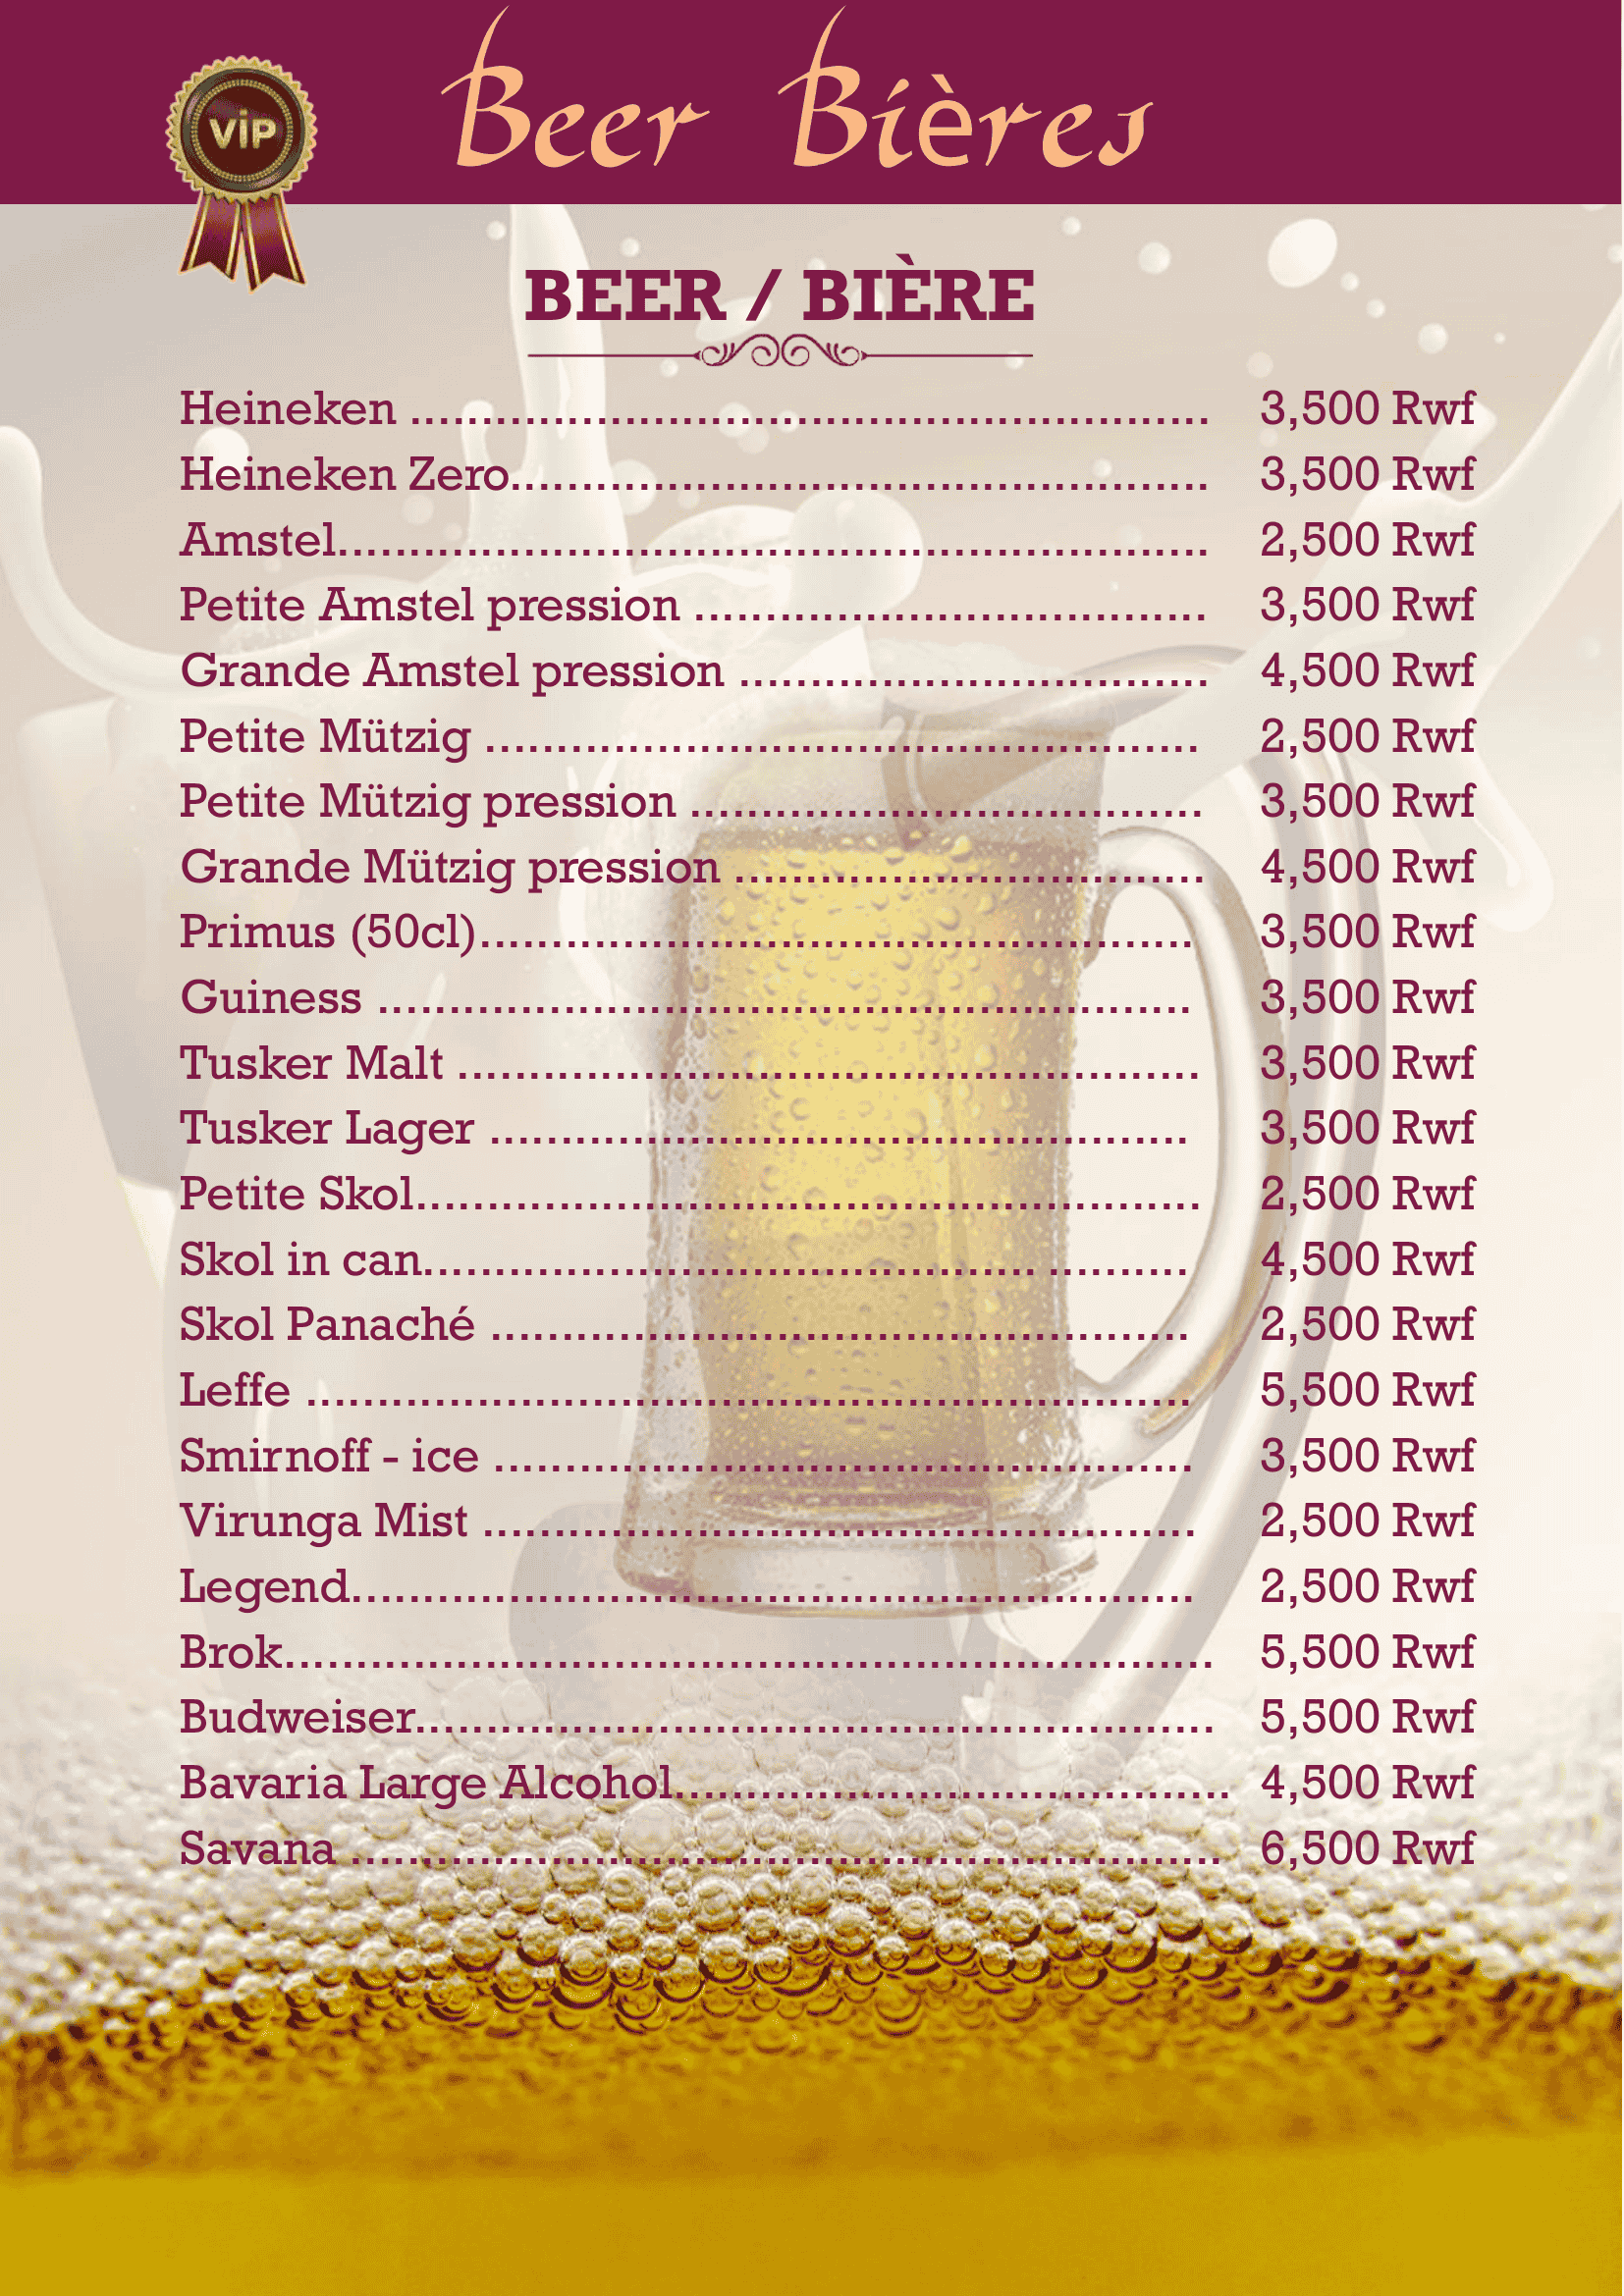 Beer Bières
VIP
BEER / BIÈRE
Heineken ........................................................ 3,500 Rwf
Heineken Zero................................................. 3,500 Rwf
Amstel............................................................. 2,500 Rwf
Petite Amstel pression .................................... 3,500 Rwf
Grande Amstel pression ................................. 4,500 Rwf
Petite Mützig .................................................. 2,500 Rwf
Petite Mützig pression .................................... 3,500 Rwf
Grande Mützig pression ................................. 4,500 Rwf
Primus (50cl).................................................. 3,500 Rwf
Guiness ......................................................... 3,500 Rwf
Tusker Malt .................................................... 3,500 Rwf
Tusker Lager ................................................. 3,500 Rwf
Petite Skol....................................................... 2,500 Rwf
Skol in can........................................... .......... 4,500 Rwf
Skol Panaché ................................................. 2,500 Rwf
Leffe .............................................................. 5,500 Rwf
Smirnoff - ice ................................................. 3,500 Rwf
Virunga Mist .................................................. 2,500 Rwf
Legend........................................................... 2,500 Rwf
Brok................................................................. 5,500 Rwf
Budweiser........................................................ 5,500 Rwf
Bavaria Large Alcohol....................................... 4,500 Rwf
Savana ............................................................. 6,500 Rwf